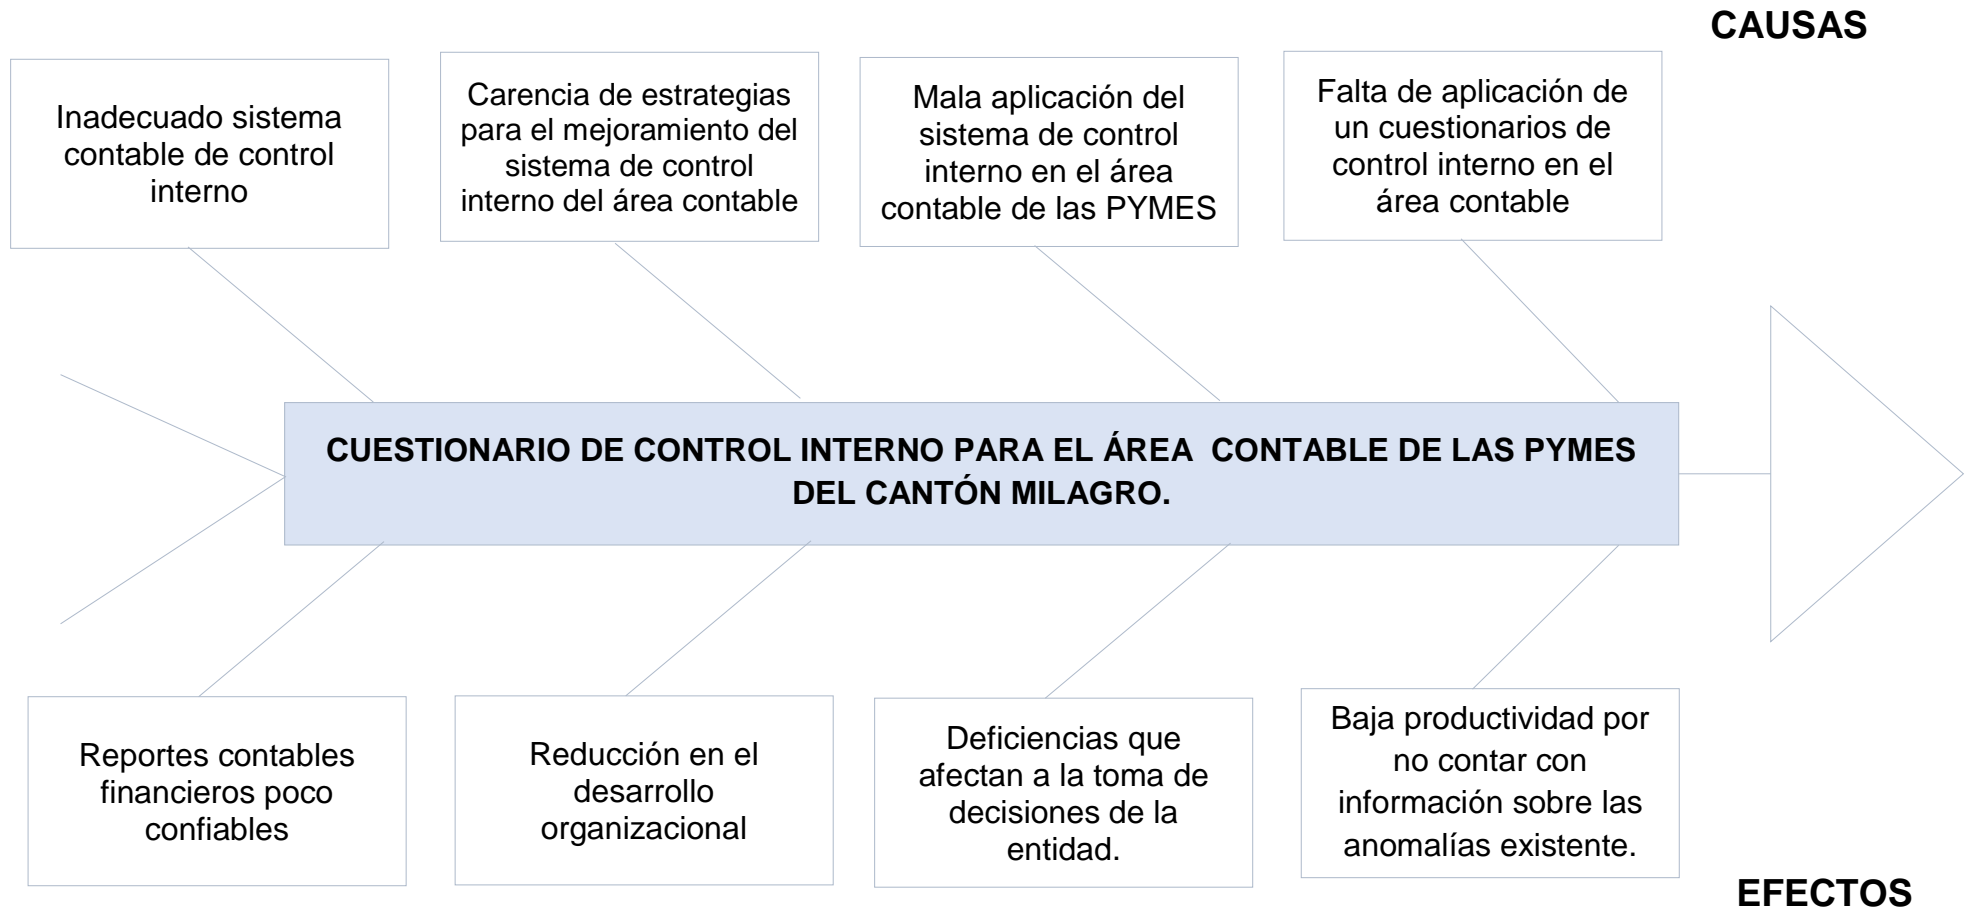 CAUSAS
Inadecuado sistema
contable de control
interno
Carencia de estrategias
para el mejoramiento del
sistema de control
interno del área contable
Mala aplicación del
sistema de control
interno en el área
contable de las PYMES
Falta de aplicación de
un cuestionarios de
control interno en el
área contable
CUESTIONARIO DE CONTROL INTERNO PARA EL ÁREA  CONTABLE DE LAS PYMES
DEL CANTÓN MILAGRO.
Reportes contables
financieros poco
confiables
Reducción en el
desarrollo
organizacional
Deficiencias que
afectan a la toma de
decisiones de la
entidad.
Baja productividad por
no contar con
información sobre las
anomalías existente.
EFECTOS